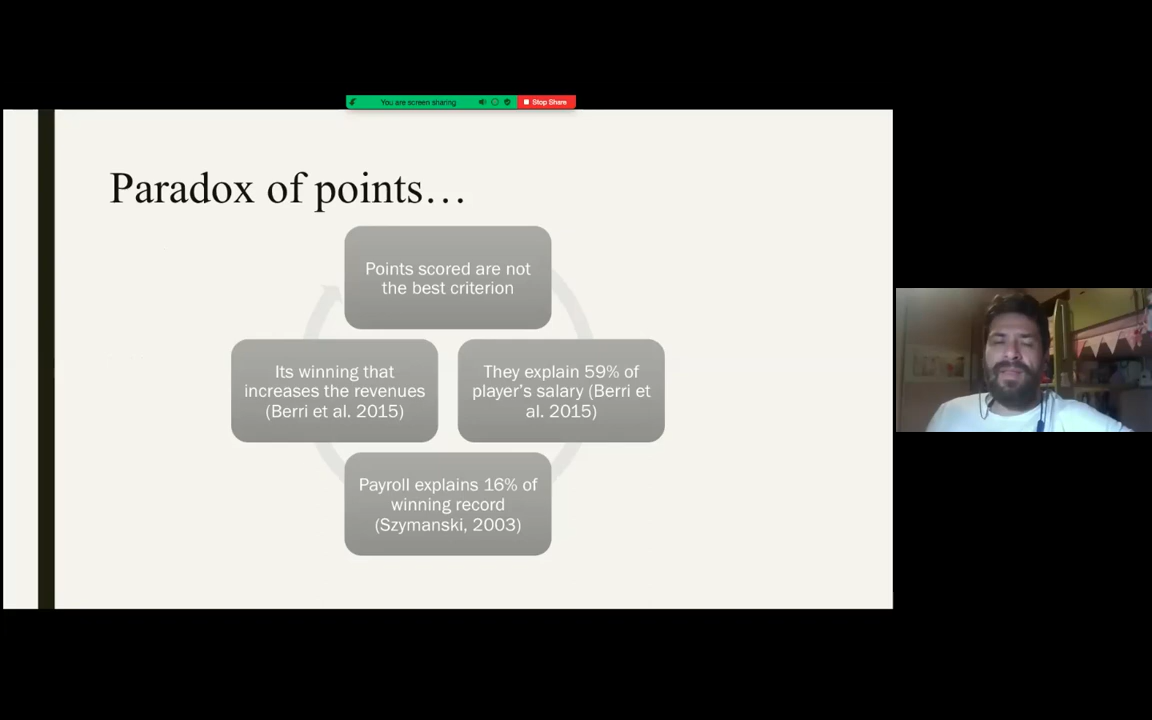 You are screen sharing
Stop Share
Paradox of points…
Points scored are not
the best criterion
Its winning that
increases the revenues
(Berri et al. 2015)
They explain 59% of
player’s salary (Berri et
al. 2015)
Payroll explains 16% of
winning record
(Szymanski, 2003)